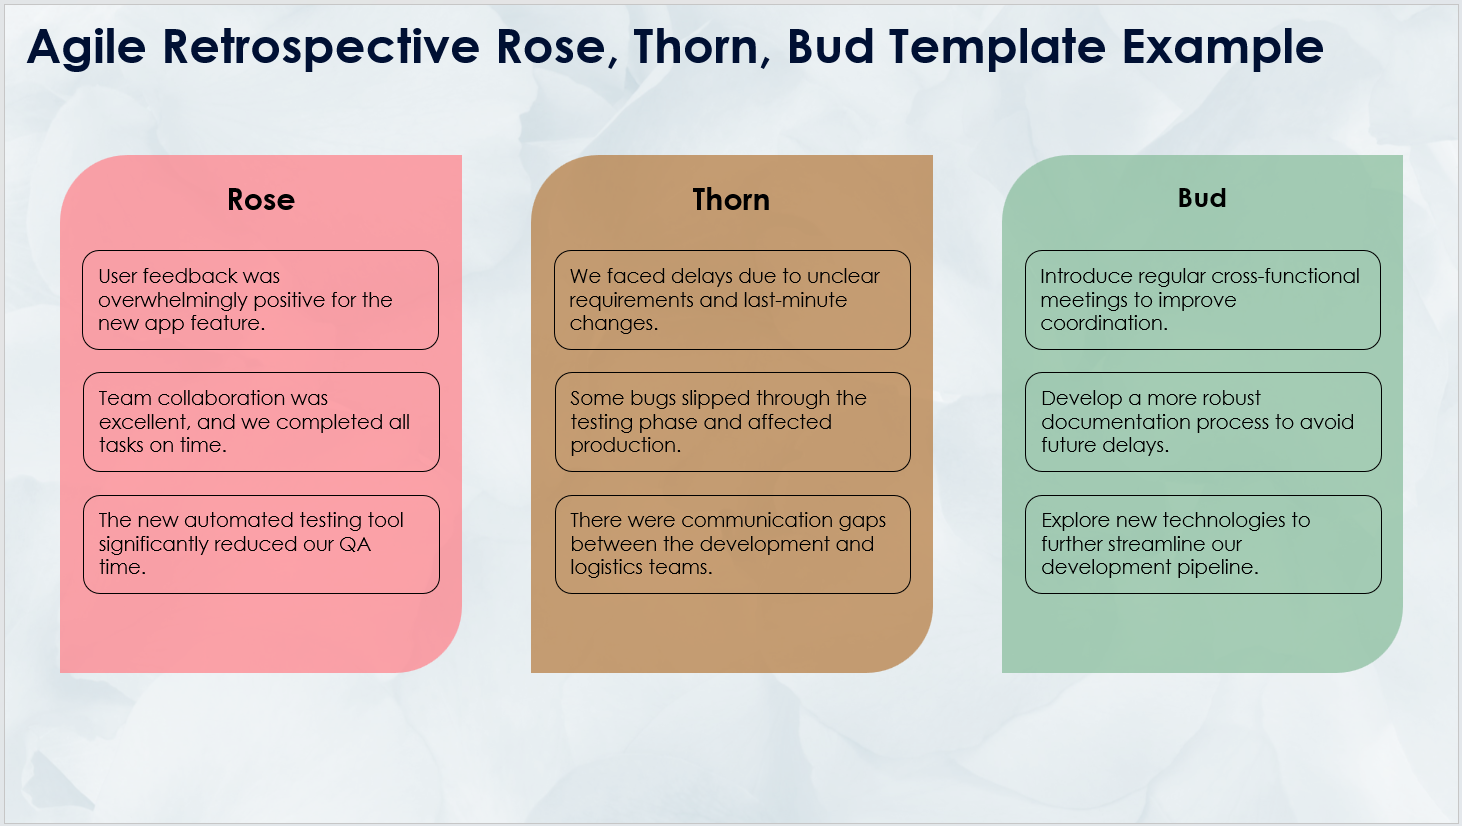 Agile Retrospective Rose, Thorn, Bud Template Example
Rose
User feedback was
overwhelmingly positive for the
new app feature.
Team collaboration was
excellent, and we completed all
tasks on time.
The new automated testing tool
significantly reduced our QA
time.
Thorn
We faced delays due to unclear
requirements and last-minute
changes.
Some bugs slipped through the
testing phase and affected
production.
There were communication gaps
between the development and
logistics teams.
Bud
Introduce regular cross-functional
meetings to improve
coordination.
Develop a more robust
documentation process to avoid
future delays.
Explore new technologies to
further streamline our
development pipeline.